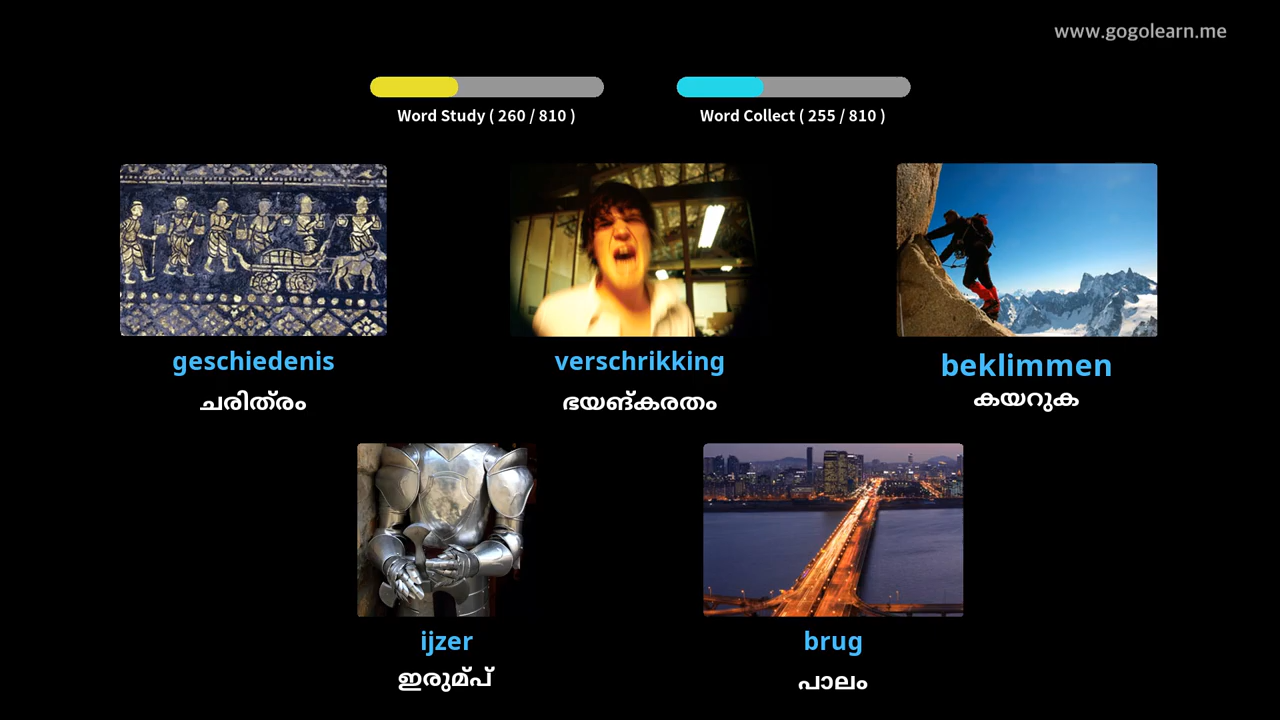 www.gogolearn.me
Word Study ( 260 / 810 )
Word Collect ( 255 / 810 )
geschiedenis
ചരിത്രം
verschrikking
ഭയങ്കരതം
beklimmen
കയറുക
ijzer
ഇരുമ്പ്
brug
പാലം